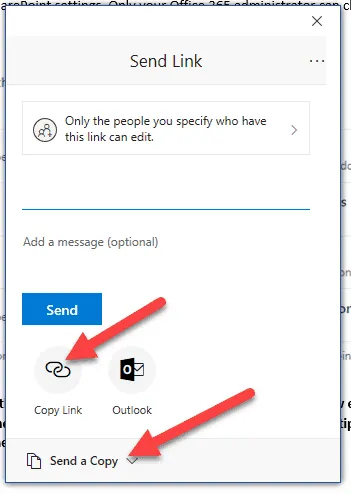 arePoint settings. Only your Office 365 administrator can
Send Link
Only the people you specify who have
this link can edit.
Add a message (optional)
Send
Copy Link
Outlook
Send a Copy